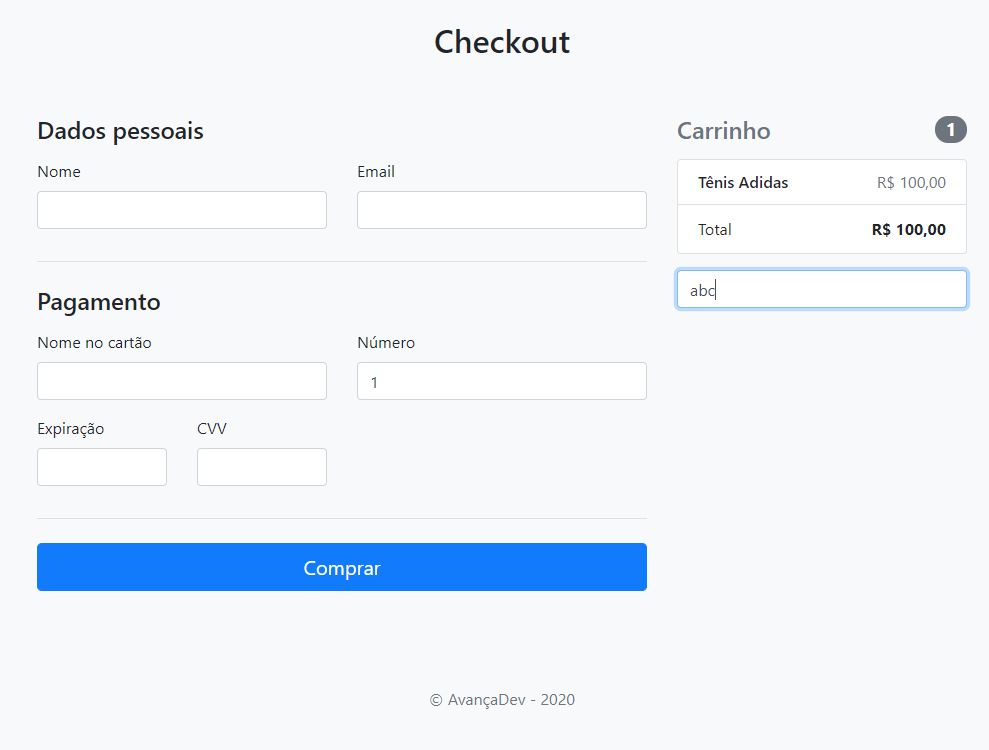 Checkout
Dados pessoais
Nome
Email
Pagamento
Nome no cartão
Número
1
Expiração
CVV
Comprar
Carrinho
1
Tênis Adidas R$ 100,00
Total R$ 100,00
abc
© AvançaDev - 2020